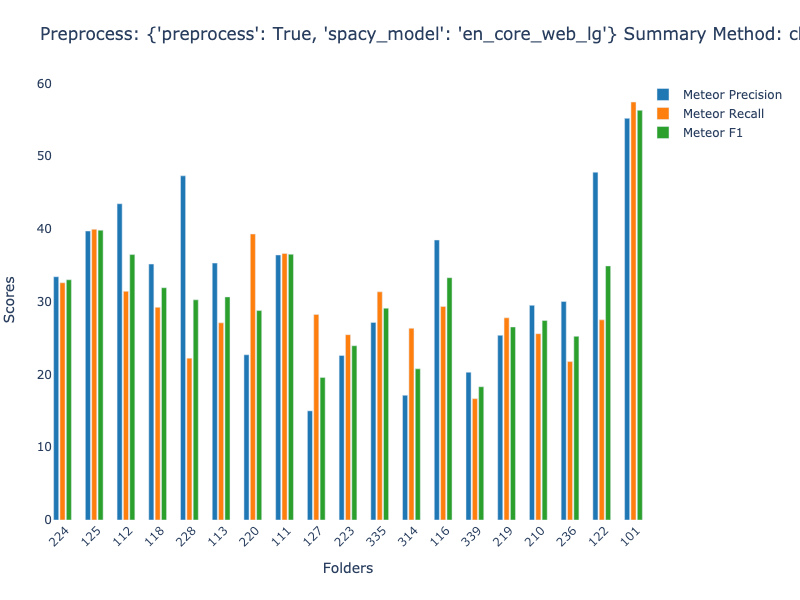 Preprocess: {'preprocess': True, 'spacy_model': 'en_core_web_lg'} Summary Method:
60
50
40
30
20
10
0
Scores
Meteor Precision
Meteor Recall
Meteor F1
224 125 112 118 228 113 220 111 127 223 335 314 116 339 219 210 236 122 101
Folders